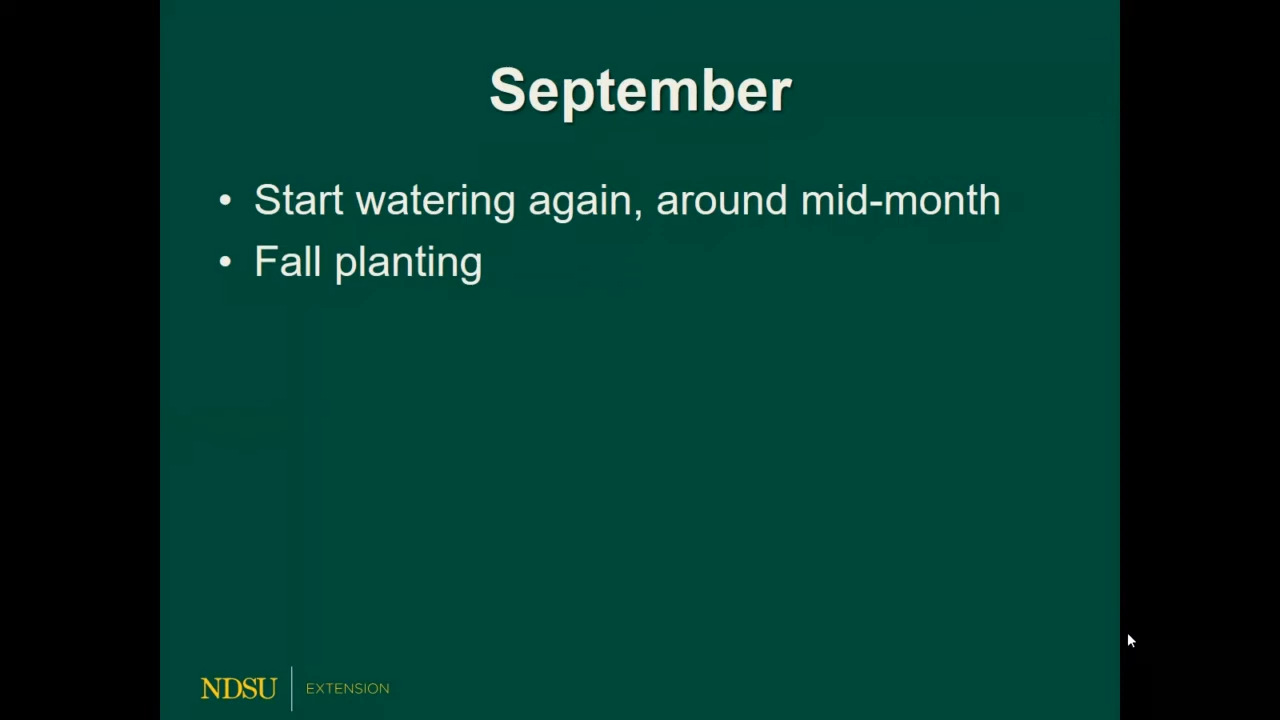 September
• Start watering again, around mid-month
• Fall planting
NDSU EXTENSION